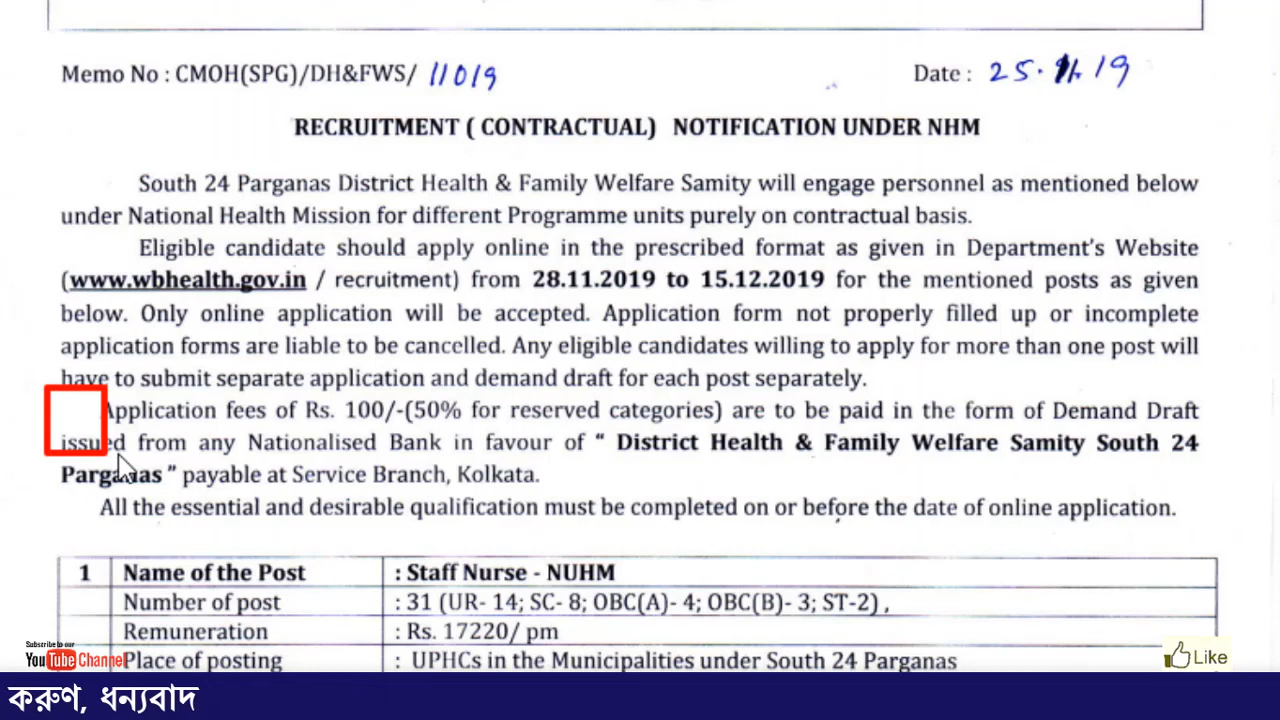 Memo No : CMOH(SPG)/DH&FWS/ 11019 Date : 25.11.19
RECRUITMENT ( CONTRACTUAL) NOTIFICATION UNDER NHM
South 24 Parganas District Health & Family Welfare Samity will engage personnel as mentioned below
under National Health Mission for different Programme units purely on contractual basis.
Eligible candidate should apply online in the prescribed format as given in Department's Website
(www.wbhealth.gov.in / recruitment) from 28.11.2019 to 15.12.2019 for the mentioned posts as given
below. Only online application will be accepted. Application form not properly filled up or incomplete
application forms are liable to be cancelled. Any eligible candidates willing to apply for more than one post will
have to submit separate application and demand draft for each post separately.
Application fees of Rs. 100/-(50% for reserved categories) are to be paid in the form of Demand Draft
issued from any Nationalised Bank in favour of “ District Health & Family Welfare Samity South 24
Parganas ” payable at Service Branch, Kolkata.
All the essential and desirable qualification must be completed on or before the date of online application.
1 Name of the Post : Staff Nurse - NUHM
Number of post : 31 (UR- 14; SC- 8; OBC(A)- 4; OBC(B)- 3; ST-2) ,
Remuneration : Rs. 17220/ pm
Place of posting : UPHCs in the Municipalities under South 24 Parganas
Subscribe to our
YouTube Channel
Like
করুণ, ধন্যবাদ